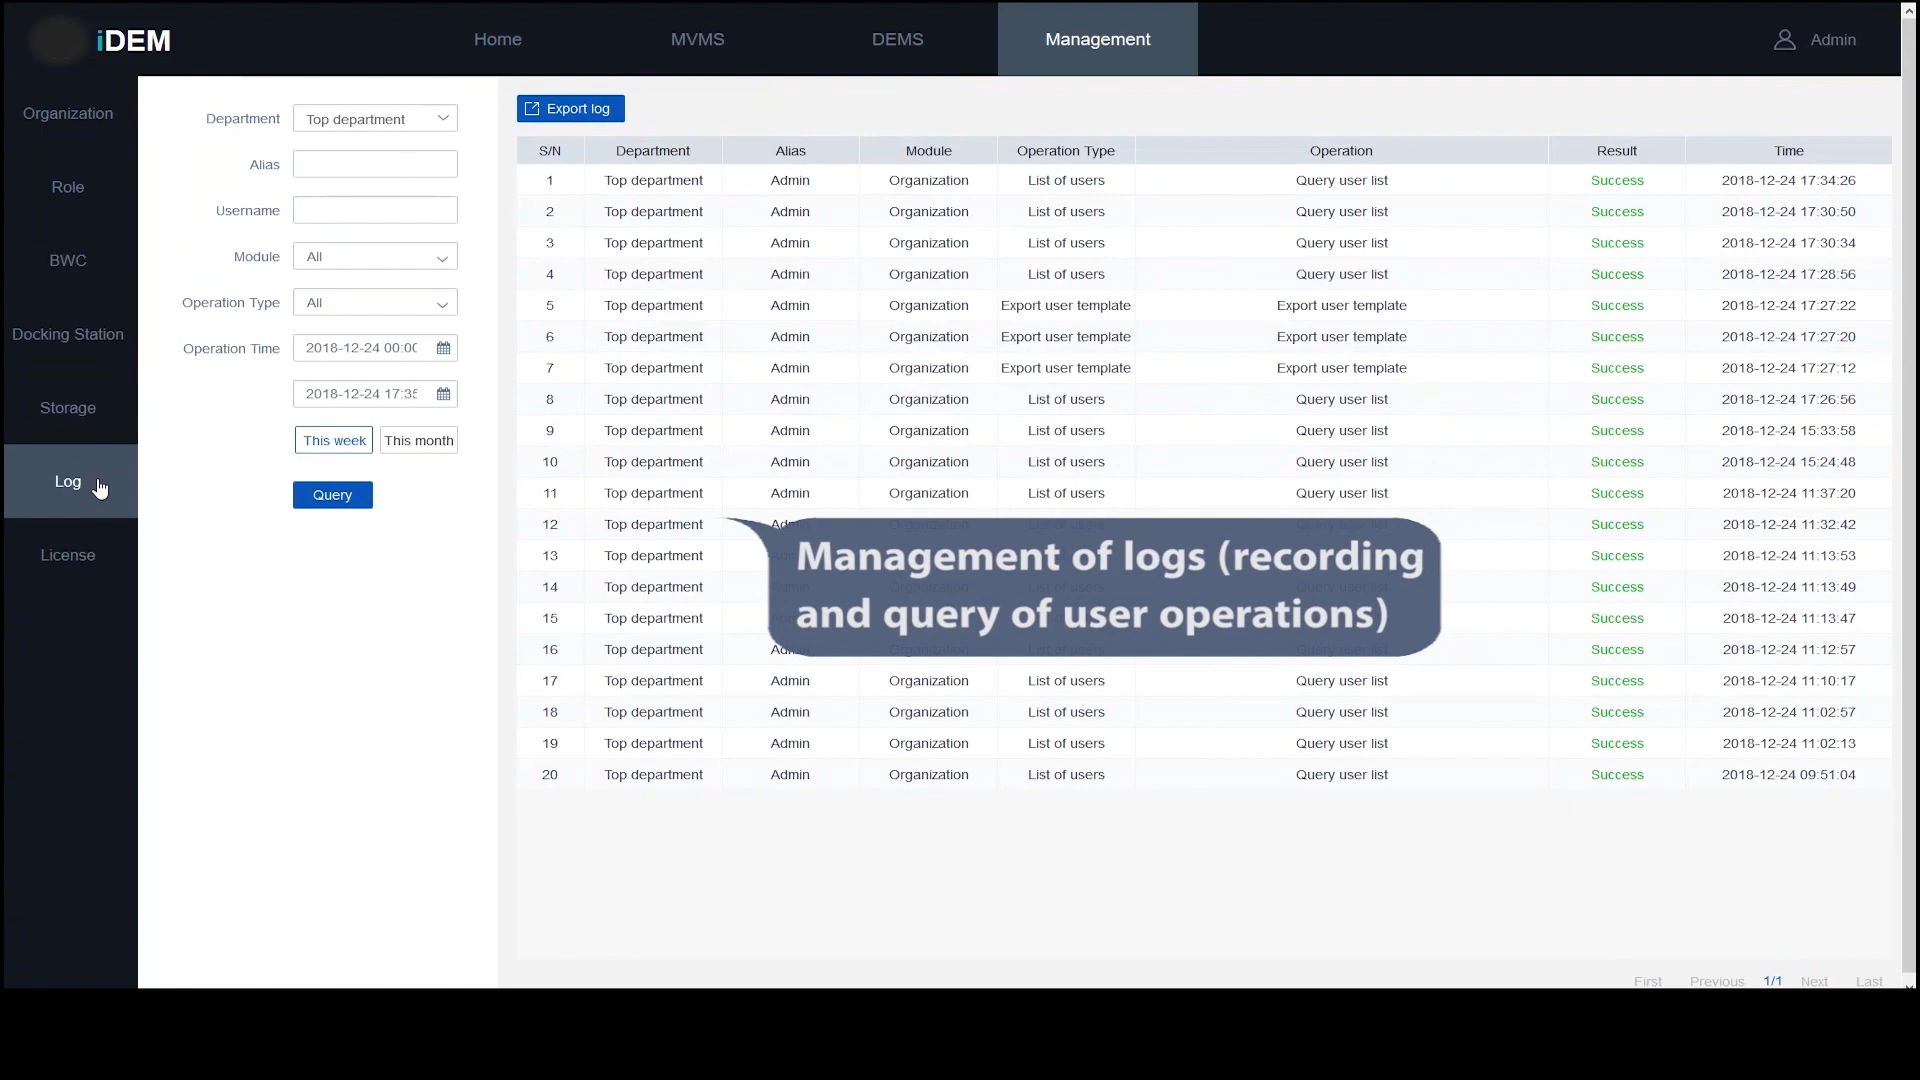 iDEM
Home MVMS DEMS Management Admin
Organization
Role
BWC
Docking Station
Storage
Log
License
Department Top department
Alias
Username
Module All
Operation Type All
Operation Time 2018-12-24 00:00
2018-12-24 17:35
This week This month
Query
Export log
S/N Department Alias Module Operation Type Operation Result Time
1 Top department Admin Organization List of users Query user list Success 2018-12-24 17:34:26
2 Top department Admin Organization List of users Query user list Success 2018-12-24 17:30:50
3 Top department Admin Organization List of users Query user list Success 2018-12-24 17:30:34
4 Top department Admin Organization List of users Query user list Success 2018-12-24 17:28:56
5 Top department Admin Organization Export user template Export user template Success 2018-12-24 17:27:22
6 Top department Admin Organization Export user template Export user template Success 2018-12-24 17:27:20
7 Top department Admin Organization Export user template Export user template Success 2018-12-24 17:27:12
8 Top department Admin Organization List of users Query user list Success 2018-12-24 17:26:56
9 Top department Admin Organization List of users Query user list Success 2018-12-24 15:33:58
10 Top department Admin Organization List of users Query user list Success 2018-12-24 15:24:48
11 Top department Admin Organization List of users Query user list Success 2018-12-24 11:37:20
12 Top department Success 2018-12-24 11:32:42
13 Top department Success 2018-12-24 11:13:53
14 Top department Success 2018-12-24 11:13:49
15 Top department Success 2018-12-24 11:13:47
16 Top department Success 2018-12-24 11:12:57
Management of logs (recording
and query of user operations)
17 Top department Admin Organization List of users Query user list Success 2018-12-24 11:10:17
18 Top department Admin Organization List of users Query user list Success 2018-12-24 11:02:57
19 Top department Admin Organization List of users Query user list Success 2018-12-24 11:02:13
20 Top department Admin Organization List of users Query user list Success 2018-12-24 09:51:04
First Previous 1/1 Next Last